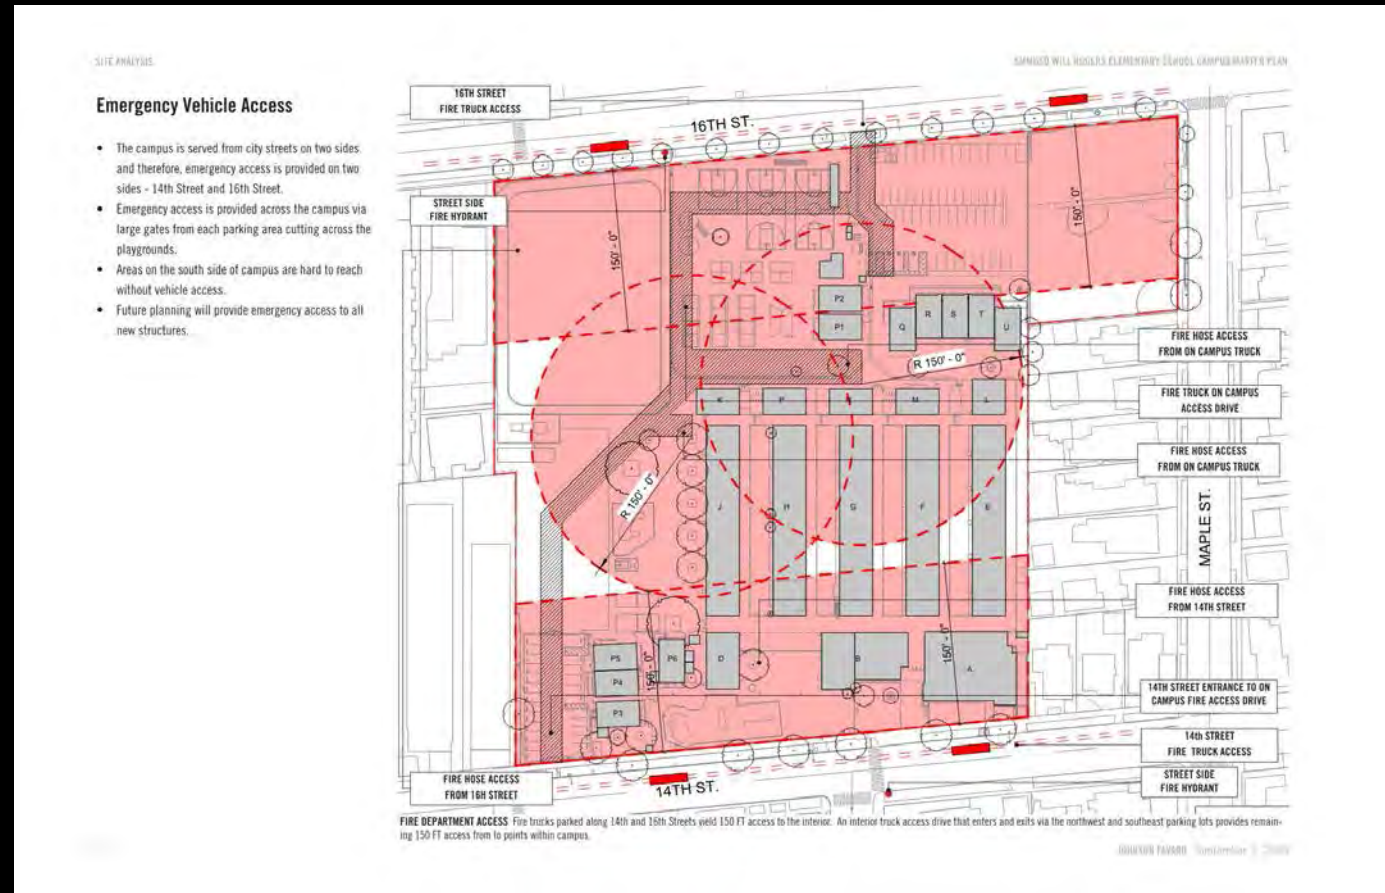 SITE ANALYSIS
SMMUSD WILL ROGERS ELEMENTARY SCHOOL CAMPUS MASTER PLAN
Emergency Vehicle Access
• The campus is served from city streets on two sides
and therefore, emergency access is provided on two
sides - 14th Street and 16th Street.
• Emergency access is provided across the campus via
large gates from each parking area cutting across the
playgrounds.
• Areas on the south side of campus are hard to reach
without vehicle access.
• Future planning will provide emergency access to all
new structures.
16TH STREET
FIRE TRUCK ACCESS
16TH ST.
STREET SIDE
FIRE HYDRANT
150' - 0"
150' - 0"
P2
P1
Q
R
S
T
U
R 150' - 0"
FIRE HOSE ACCESS
FROM ON CAMPUS TRUCK
FIRE TRUCK ON CAMPUS
ACCESS DRIVE
K
P
M
L
FIRE HOSE ACCESS
FROM ON CAMPUS TRUCK
R 150' - 0"
J
H
G
F
E
MAPLE ST.
FIRE HOSE ACCESS
FROM 14TH STREET
P5
P4
P3
P6
150' - 0"
D
B
A
150' - 0"
14TH STREET ENTRANCE TO ON
CAMPUS FIRE ACCESS DRIVE
14th STREET
FIRE TRUCK ACCESS
STREET SIDE
FIRE HYDRANT
FIRE HOSE ACCESS
FROM 16H STREET
14TH ST.
FIRE DEPARTMENT ACCESS Fire trucks parked along 14th and 16th Streets yield 150 FT access to the interior. An interior truck access drive that enters and exits via the northwest and southeast parking lots provides remain-
ing 150 FT access from to points within campus.